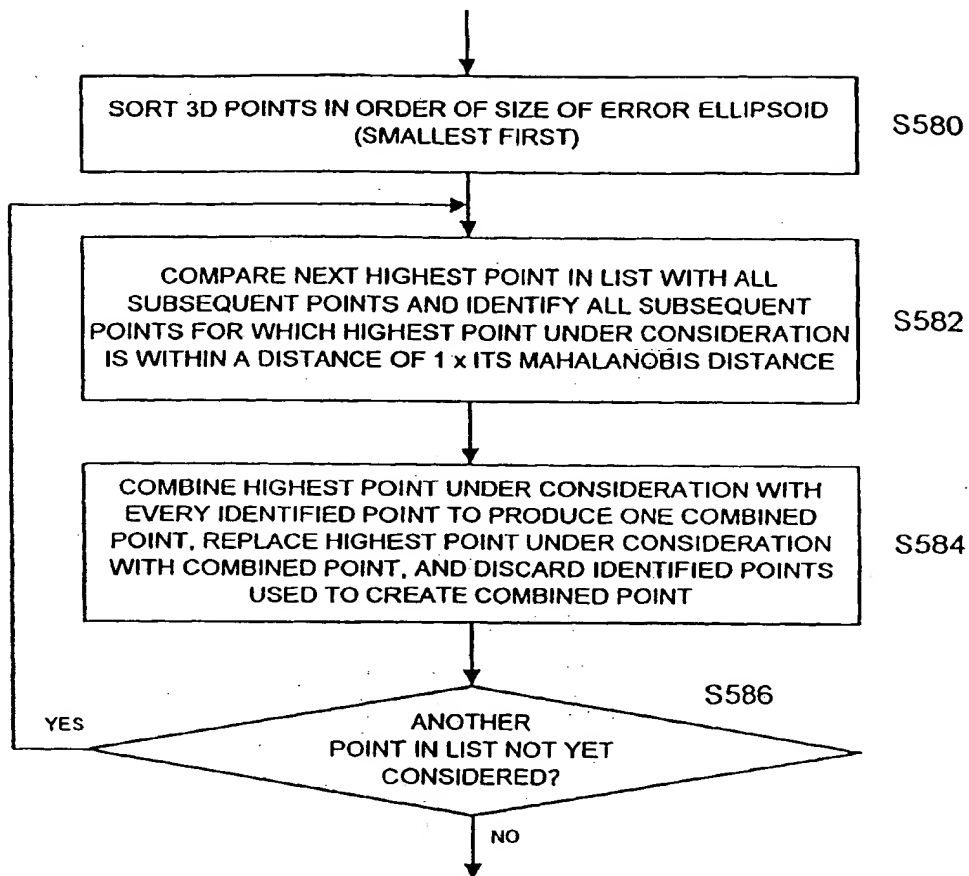 SORT 3D POINTS IN ORDER OF SIZE OF ERROR ELLIPSOID
(SMALLEST FIRST)
S580
COMPARE NEXT HIGHEST POINT IN LIST WITH ALL
SUBSEQUENT POINTS AND IDENTIFY ALL SUBSEQUENT
POINTS FOR WHICH HIGHEST POINT UNDER CONSIDERATION
IS WITHIN A DISTANCE OF 1 x ITS MAHALANOBIS DISTANCE
S582
COMBINE HIGHEST POINT UNDER CONSIDERATION WITH
EVERY IDENTIFIED POINT TO PRODUCE ONE COMBINED
POINT, REPLACE HIGHEST POINT UNDER CONSIDERATION
WITH COMBINED POINT, AND DISCARD IDENTIFIED POINTS
USED TO CREATE COMBINED POINT
S584
S586
YES
ANOTHER
POINT IN LIST NOT YET
CONSIDERED?
NO